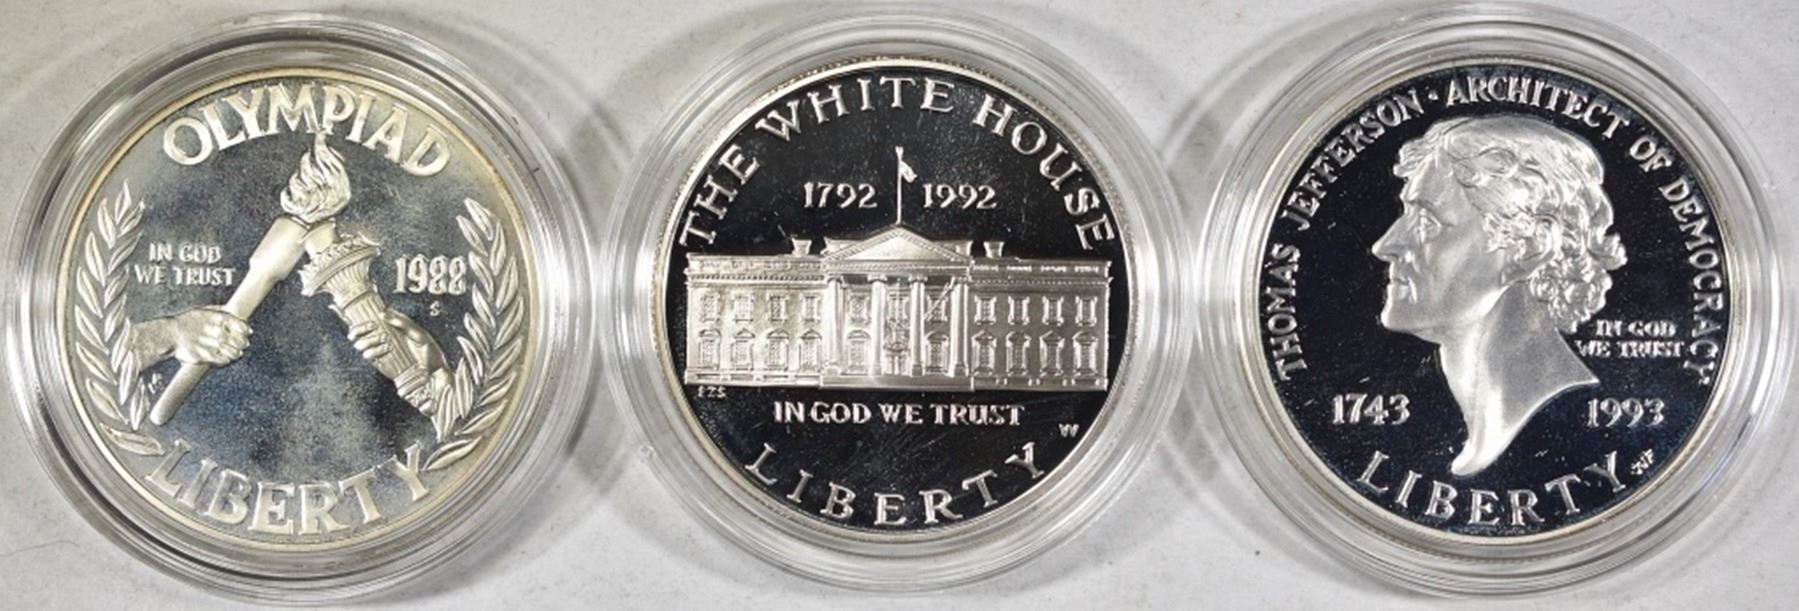 OLYMPIAD
IN GOD
WE TRUST
1988
S
LIBERTY
THE WHITE HOUSE
1792 1992
EZS
IN GOD WE TRUST
W
LIBERTY
THOMAS JEFFERSON · ARCHITECT OF DEMOCRACY·
IN GOD
WE TRUST
1743 1993
LIBERTY